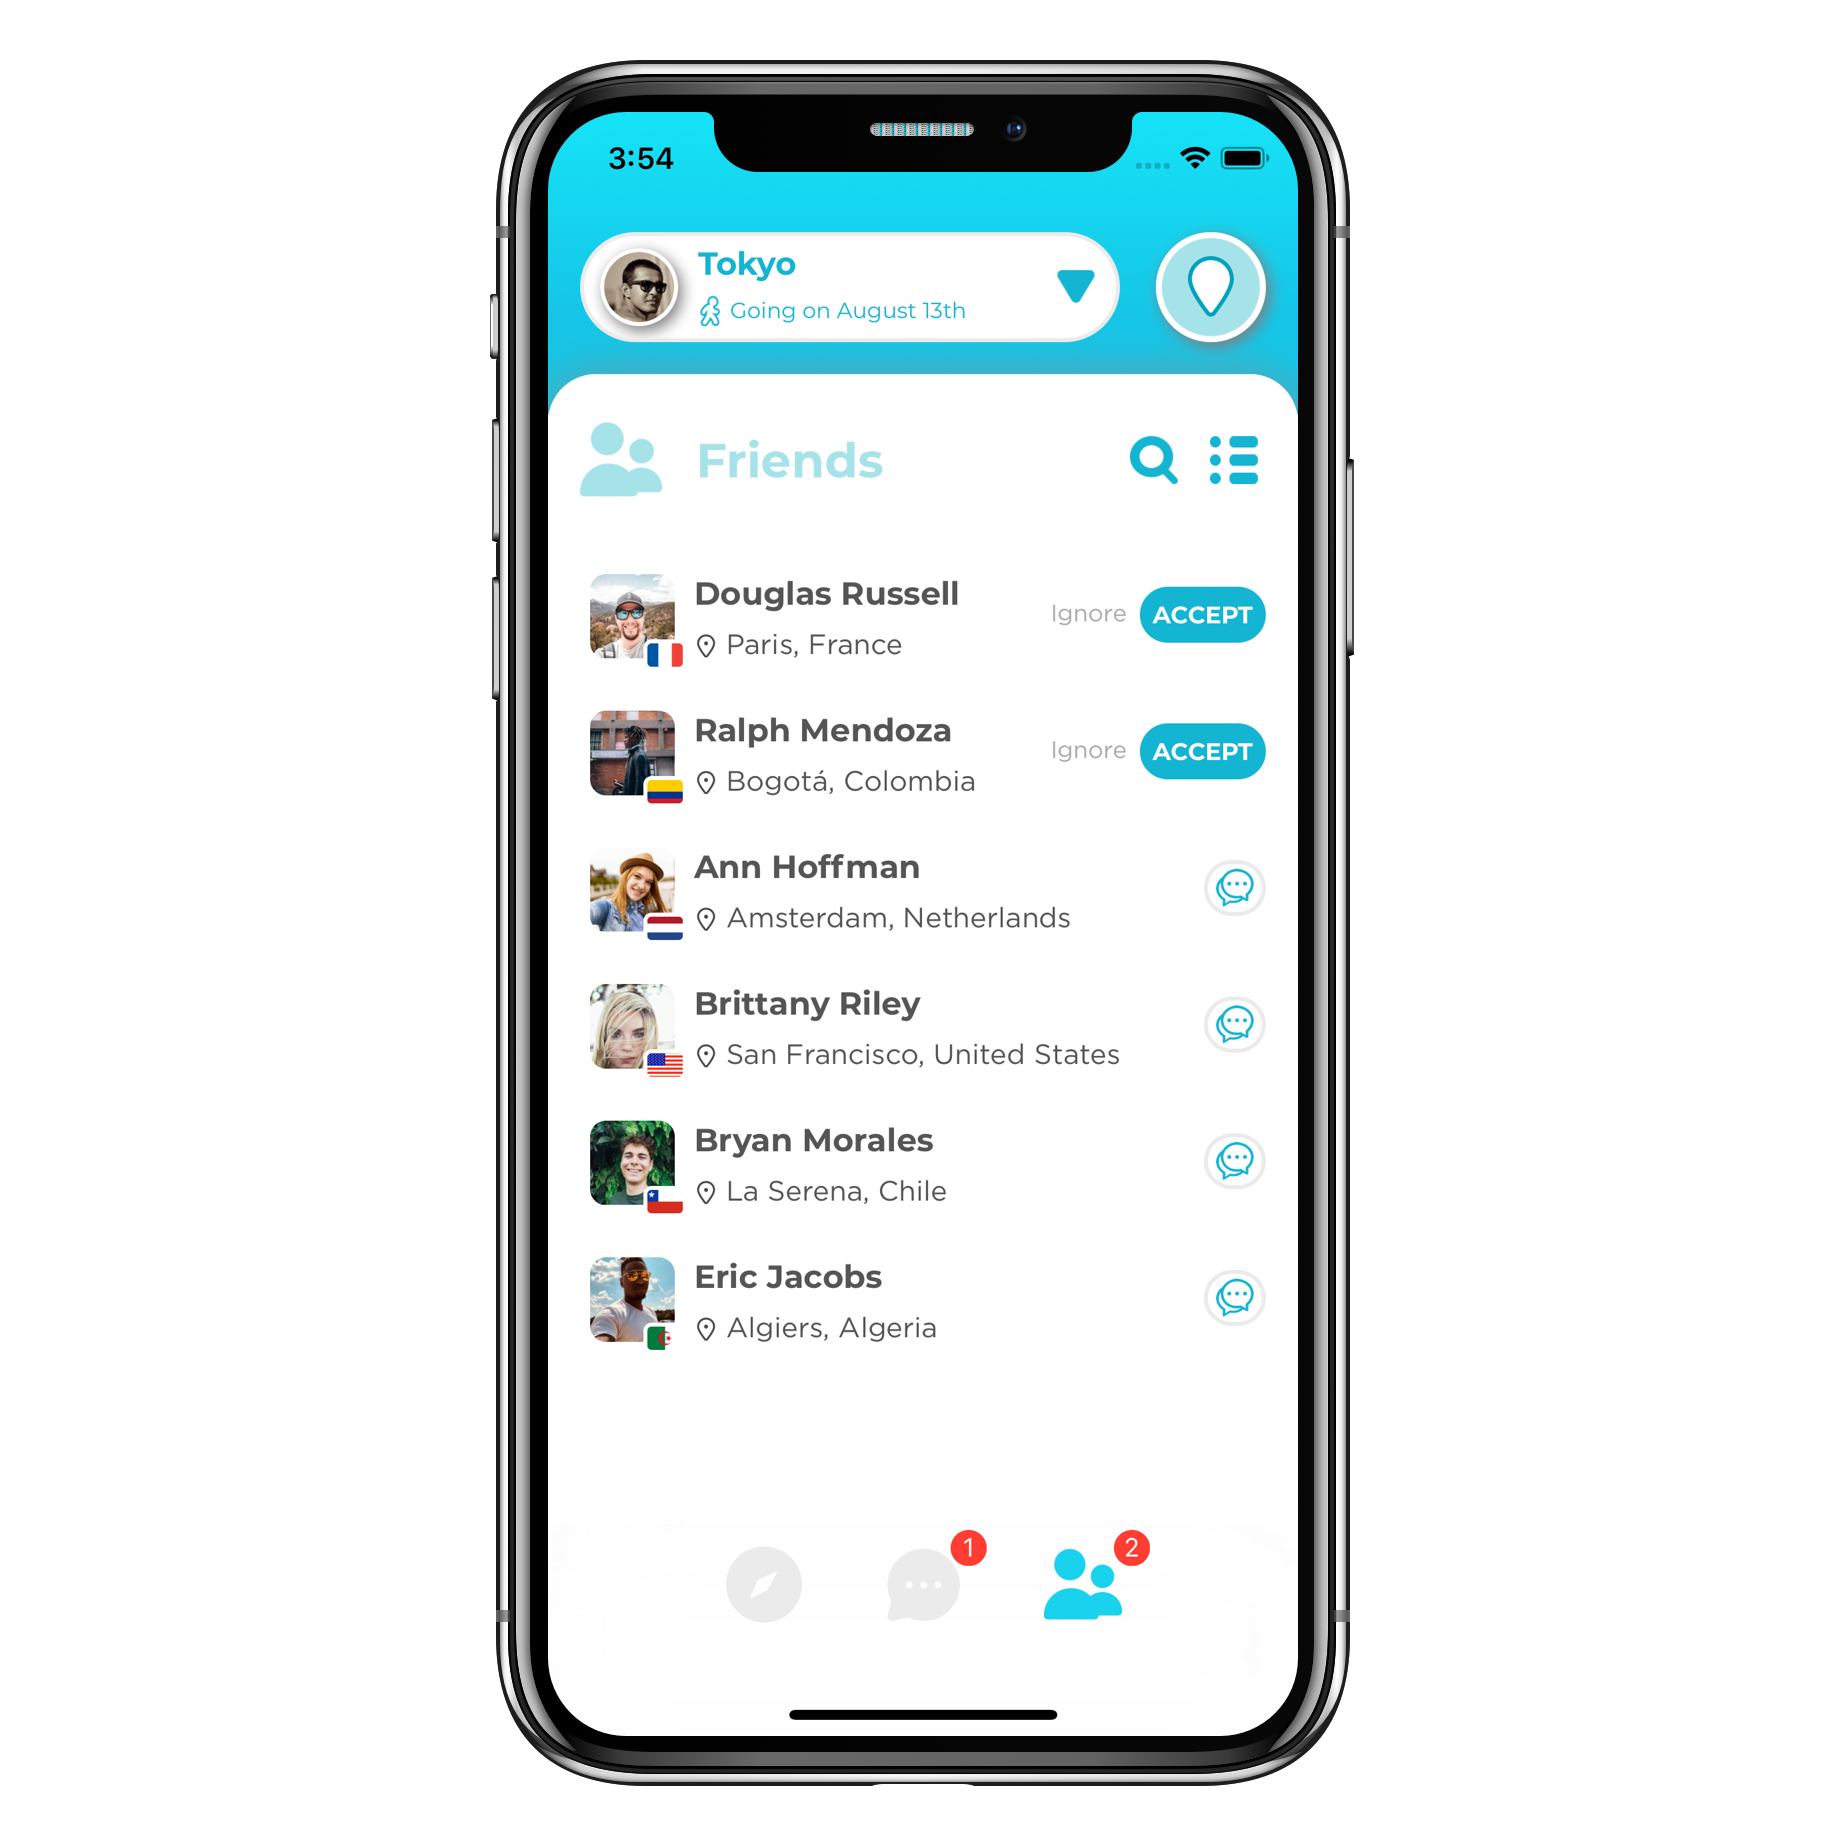 3:54
Tokyo
Going on August 13th
Friends
Douglas Russell
Paris, France
Ignore ACCEPT
Ralph Mendoza
Bogotá, Colombia
Ignore ACCEPT
Ann Hoffman
Amsterdam, Netherlands
Brittany Riley
San Francisco, United States
Bryan Morales
La Serena, Chile
Eric Jacobs
Algiers, Algeria
1 2